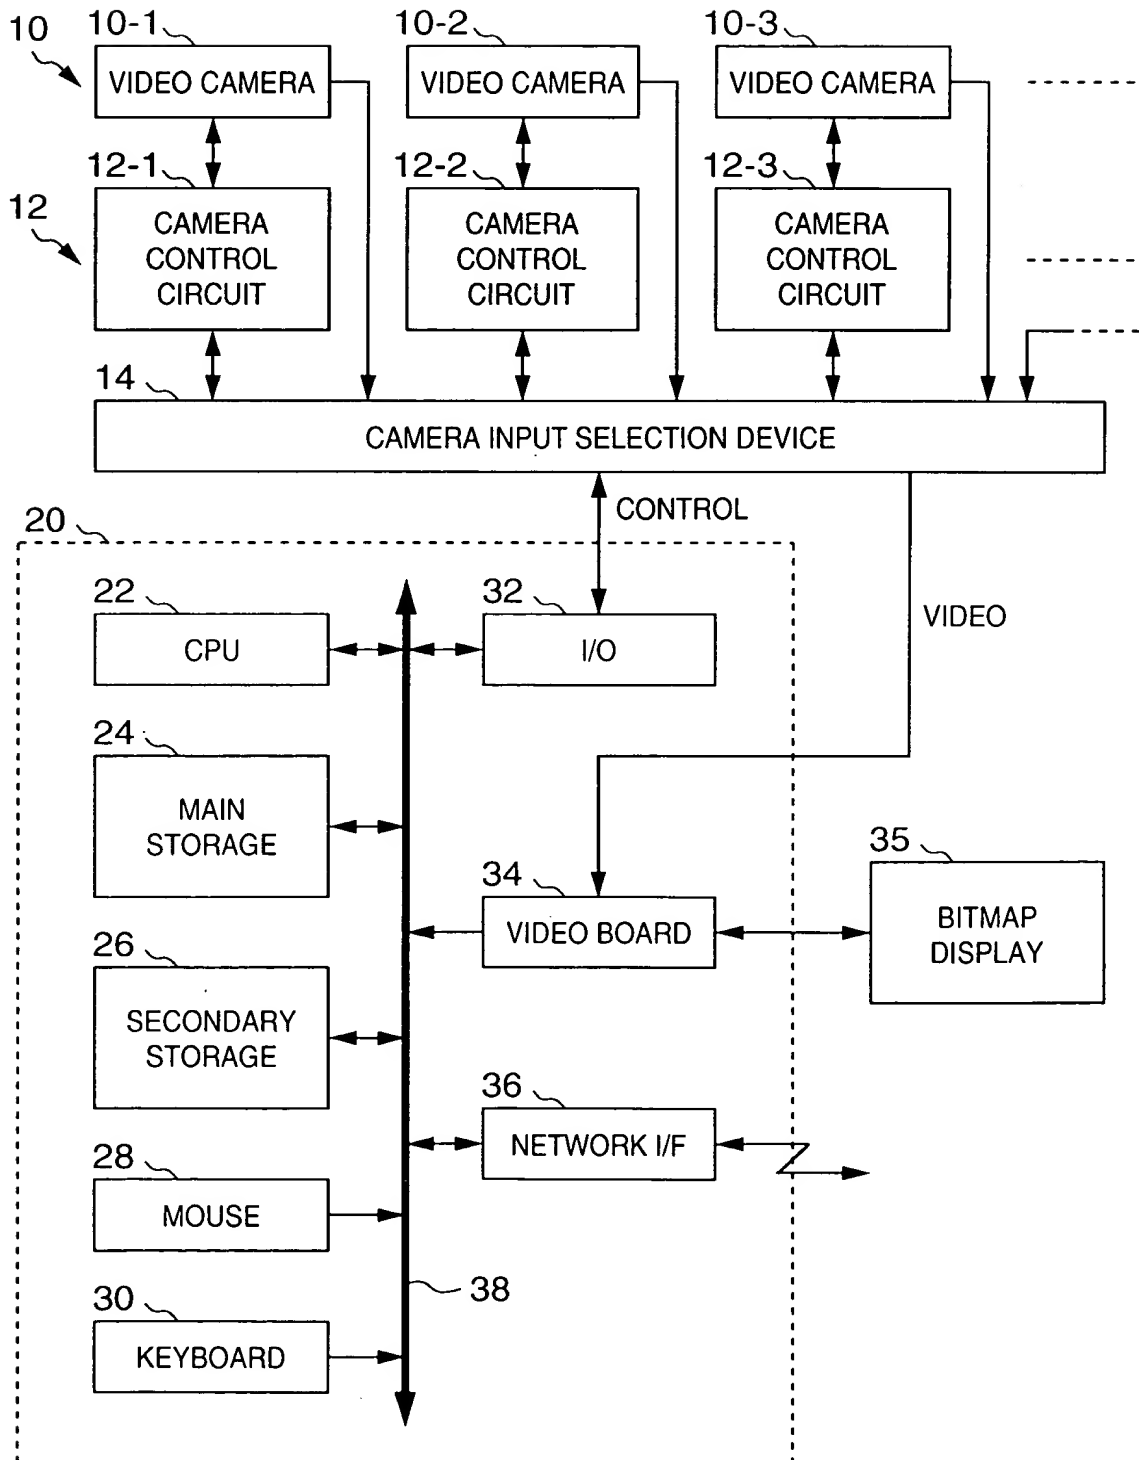 10
10-1
10-2
10-3
VIDEO CAMERA
VIDEO CAMERA
VIDEO CAMERA
12
12-1
12-2
12-3
CAMERA
CONTROL
CIRCUIT
CAMERA
CONTROL
CIRCUIT
CAMERA
CONTROL
CIRCUIT
14
CAMERA INPUT SELECTION DEVICE
CONTROL
VIDEO
20
22
CPU
32
I/O
24
MAIN
STORAGE
34
VIDEO BOARD
35
BITMAP
DISPLAY
26
SECONDARY
STORAGE
36
NETWORK I/F
28
MOUSE
38
30
KEYBOARD